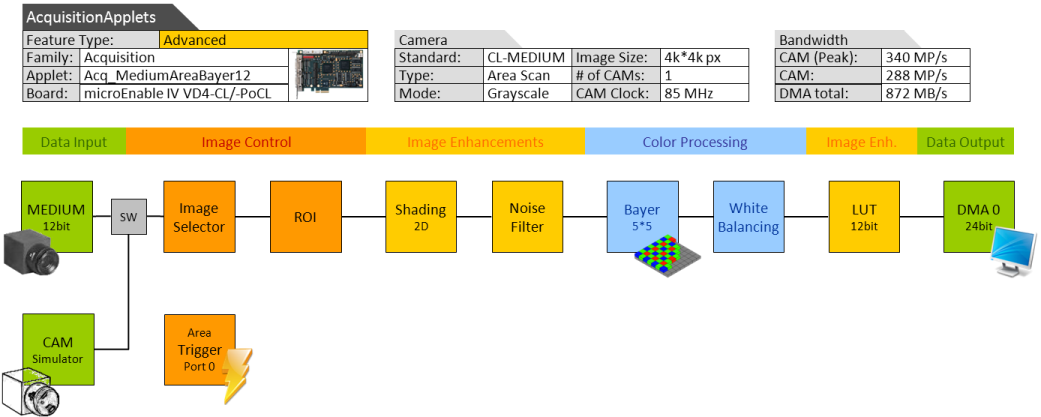 AcquisitionApplets
Feature Type: Advanced
Family: Acquisition
Applet: Acq_MediumAreaBayer12
Board: microEnable IV VD4-CL/-PoCL
Camera
Standard: CL-MEDIUM Image Size: 4k*4k px
Type: Area Scan # of CAMs: 1
Mode: Grayscale CAM Clock: 85 MHz
Bandwidth
CAM (Peak): 340 MP/s
CAM: 288 MP/s
DMA total: 872 MB/s
Data Input Image Control Image Enhancements Color Processing Image Enh. Data Output
MEDIUM
12bit
SW
Image
Selector
ROI
Shading
2D
Noise
Filter
Bayer
5*5
White
Balancing
LUT
12bit
DMA 0
24bit
CAM
Simulator
Area
Trigger
Port 0